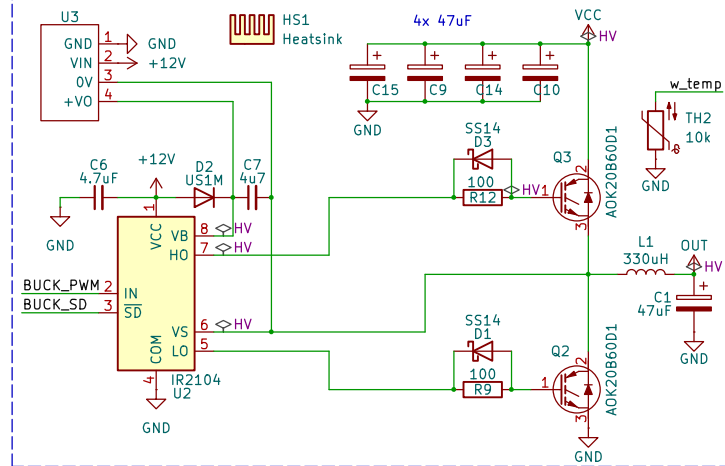 U3
GND 1 GND
VIN 2 +12V
0V 3
+VO 4
HS1
Heatsink
4x 47uF
VCC
HV
+ + + +
C15 C9 C14 C10
GND
w_temp
TH2
10k
GND
SS14
D3
100
R12
HV
Q3
1
2
3
AOK20B60D1
C6
4.7uF
+12V
D2
US1M
C7
4u7
GND
1
VCC
VB 8 HV
HO 7 HV
BUCK_PWM 2 IN
BUCK_SD 3 SD
VS 6 HV
LO 5
COM
4
IR2104
U2
GND
L1
330uH
OUT
HV
C1
47uF
+
GND
SS14
D1
100
R9
Q2
1
2
3
AOK20B60D1
GND